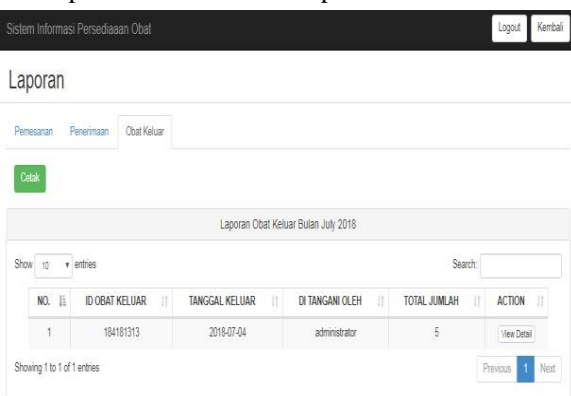 Sistem Informasi Persediaaan Obat Logout Kembali
Laporan
Pemesanan Penerimaan Obat Keluar
Cetak
Laporan Obat Keluar Bulan July 2018
Show 10 entries Search:
NO. ID OBAT KELUAR TANGGAL KELUAR DI TANGANI OLEH TOTAL JUMLAH ACTION
1 184181313 2018-07-04 administrator 5 View Detail
Showing 1 to 1 of 1 entries Previous 1 Next